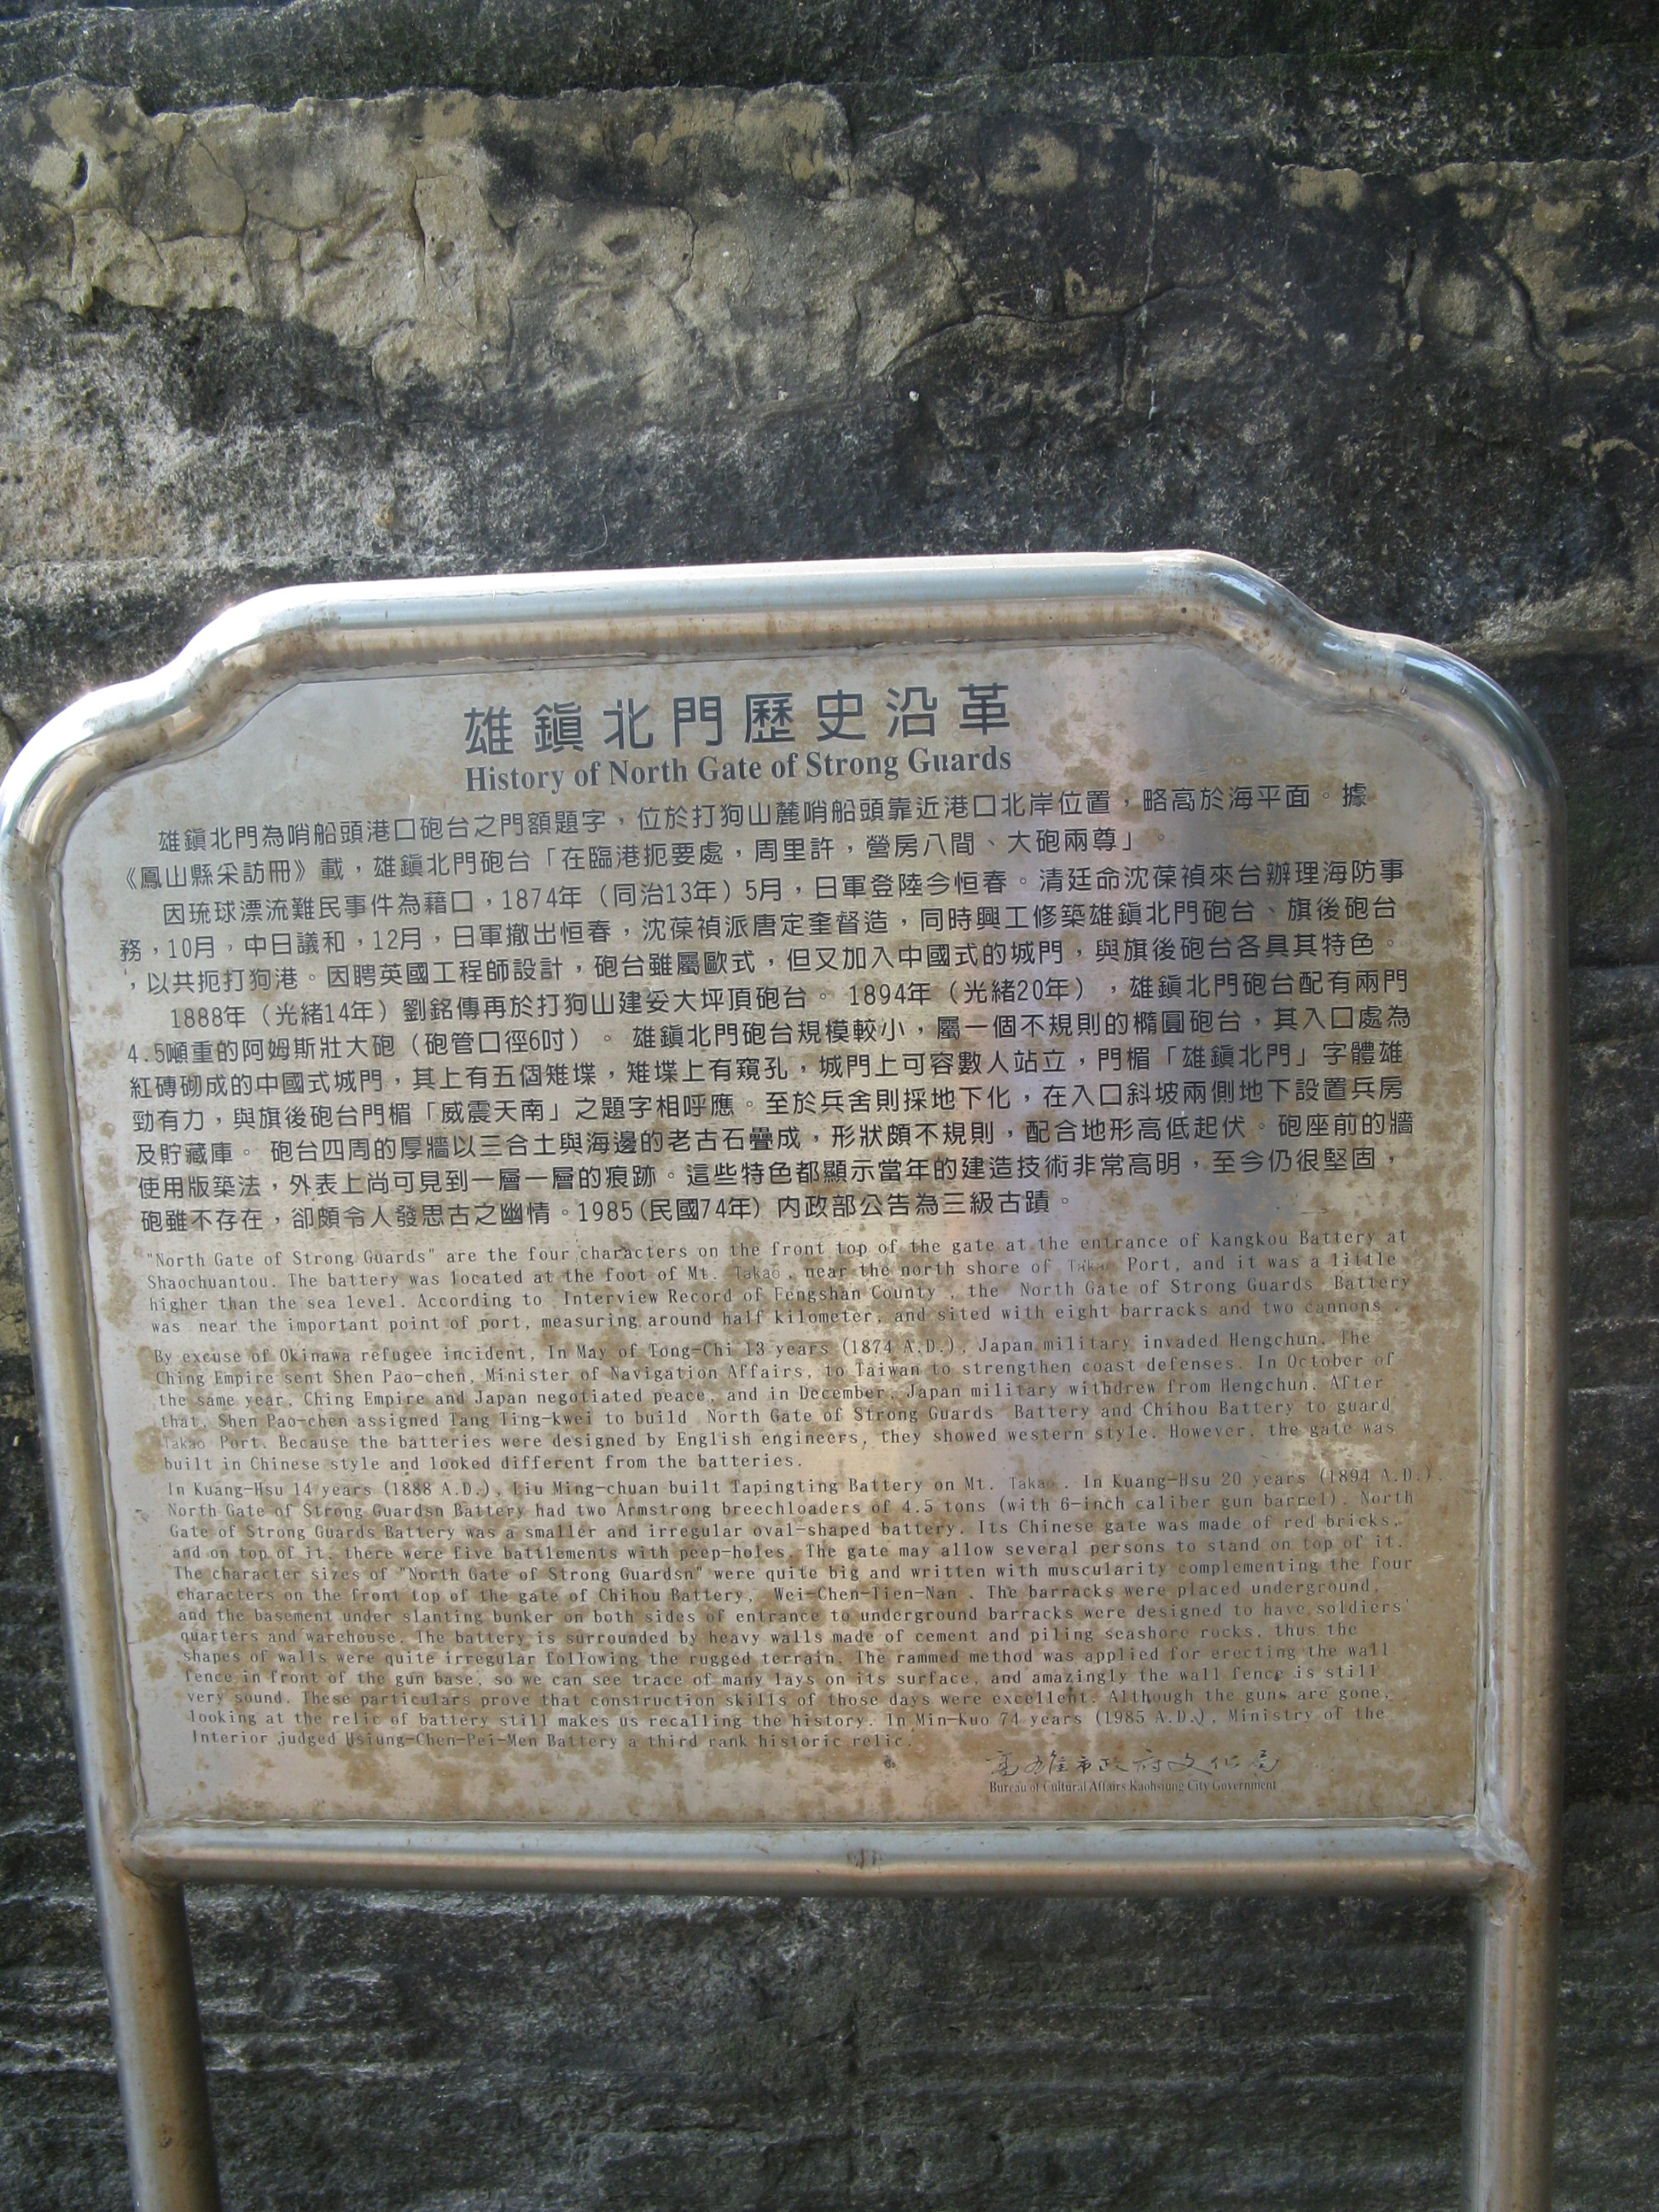 雄鎭北門歷史沿革
History of North Gate of Strong Guards
雄鎭北門為哨船頭港口砲台之門額題字，位於打狗山麓哨船頭靠近港口北岸位置，略高於海平面。據
《鳳山縣采訪冊》載，雄鎭北門砲台「在臨港扼要處，周里許，營房八間、大砲兩尊」。
因琉球漂流難民事件為藉口，1874年（同治13年）5月，日軍登陸今恒春。清廷命沈葆禎來台辦理海防事
務，10月，中日議和，12月，日軍撤出恒春，沈葆禎派唐定奎督造，同時興工修築雄鎭北門砲台、旗後砲台
，以共扼打狗港。因聘英國工程師設計，砲台雖屬歐式，但又加入中國式的城門，與旗後砲台各具其特色。
1888年（光緒14年）劉銘傳再於打狗山建妥大坪頂砲台。 1894年（光緒20年），雄鎭北門砲台配有兩門
4.5噸重的阿姆斯壯大砲（砲管口徑6吋）。 雄鎭北門砲台規模較小，屬一個不規則的橢圓砲台，其入口處為
紅磚砌成的中國式城門，其上有五個雉堞，雉堞上有窺孔，城門上可容數人站立，門楣「雄鎭北門」字體雄
勁有力，與旗後砲台門楣「威震天南」之題字相呼應。至於兵舍則採地下化，在入口斜坡兩側地下設置兵房
及貯藏庫。 砲台四周的厚牆以三合土與海邊的老古石疊成，形狀頗不規則，配合地形高低起伏。砲座前的牆
使用版築法，外表上尚可見到一層一層的痕跡。這些特色都顯示當年的建造技術非常高明，至今仍很堅固，
砲雖不存在，卻頗令人發思古之幽情。1985(民國74年) 內政部公告為三級古蹟。
"North Gate of Strong Guards" are the four characters on the front top of the gate at the entrance of Kangkou Battery at
Shaochuantou. The battery was located at the foot of Mt. Takao, near the north shore of Takao Port, and it was a little
higher than the sea level. According to Interview Record of Fengshan County, the North Gate of Strong Guards Battery
was near the important point of port, measuring around half kilometer, and sited with eight barracks and two cannons.
By excuse of Okinawa refugee incident, In May of Tong-Chi 13 years (1874 A.D.), Japan military invaded Hengchun. The
Ching Empire sent Shen Pao-chen, Minister of Navigation Affairs, to Taiwan to strengthen coast defenses. In October of
the same year, Ching Empire and Japan negotiated peace, and in December, Japan military withdrew from Hengchun. After
that, Shen Pao-chen assigned Tang Ting-kwei to build North Gate of Strong Guards Battery and Chihou Battery to guard
Takao Port. Because the batteries were designed by English engineers, they showed western style. However, the gate was
built in Chinese style and looked different from the batteries.
In Kuang-Hsu 14 years (1888 A.D.), Liu Ming-chuan built Tapingting Battery on Mt. Takao. In Kuang-Hsu 20 years (1894 A.D.),
North Gate of Strong Guardsn Battery had two Armstrong breechloaders of 4.5 tons (with 6-inch caliber gun barrel). North
Gate of Strong Guards Battery was a smaller and irregular oval-shaped battery. Its Chinese gate was made of red bricks,
and on top of it, there were five battlements with peep-holes. The gate may allow several persons to stand on top of it.
The character sizes of "North Gate of Strong Guardsn" were quite big and written with muscularity complementing the four
characters on the front top of the gate of Chihou Battery, Wei-Chen-Tien-Nan. The barracks were placed underground,
and the basement under slanting bunker on both sides of entrance to underground barracks were designed to have soldiers'
quarters and warehouse. The battery is surrounded by heavy walls made of cement and piling seashore rocks, thus the
shapes of walls were quite irregular following the rugged terrain. The rammed method was applied for erecting the wall
fence in front of the gun base, so we can see trace of many lays on its surface, and amazingly the wall fence is still
very sound. These particulars prove that construction skills of those days were excellent. Although the guns are gone,
looking at the relic of battery still makes us recalling the history. In Min-Kuo 74 years (1985 A.D.), Ministry of the
Interior judged Hsiung-Chen-Pei-Men Battery a third rank historic relic.
高雄市政府文化局
Bureau of Cultural Affairs Kaohsiung City Government